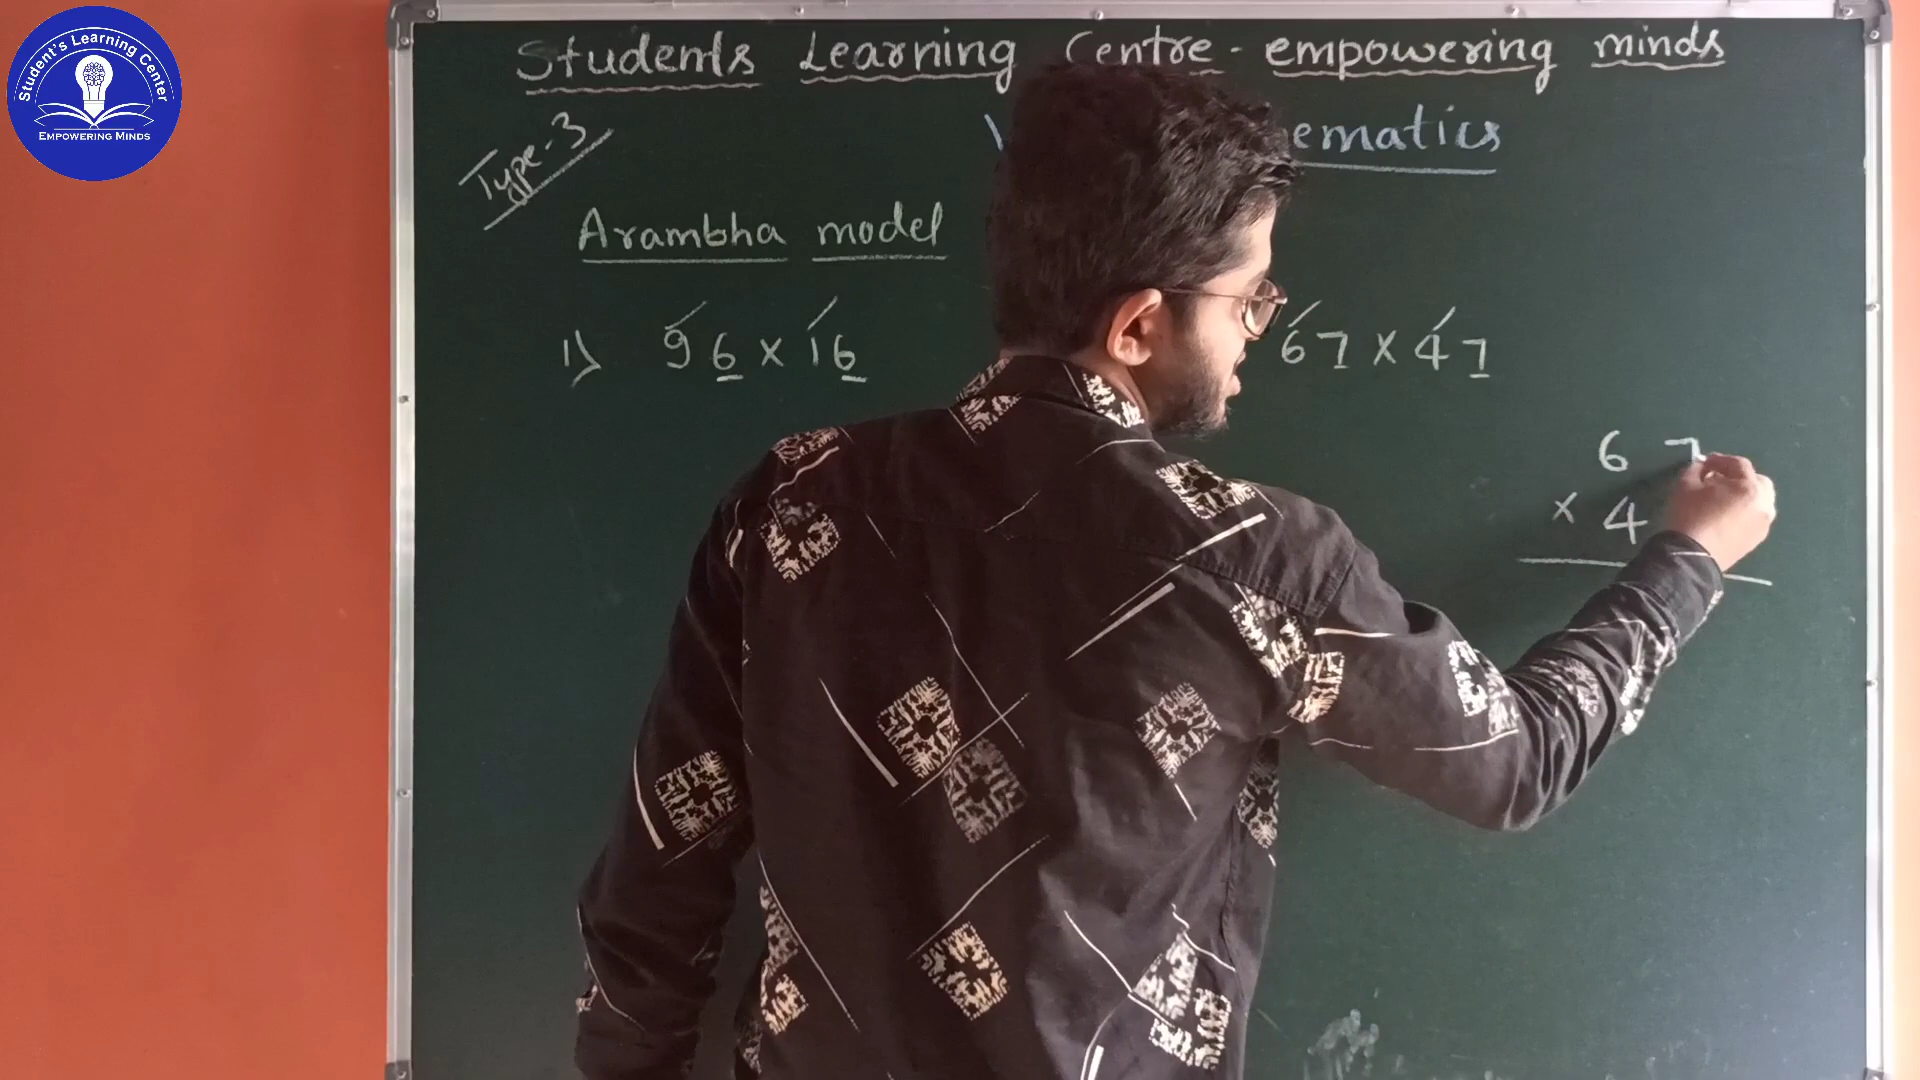 Student's Learning Center
EMPOWERING MINDS
Students Learning Centre - empowering minds
ematics
Type-3
Arambha model
1) 96 × 16
67 × 47
6 7
× 4